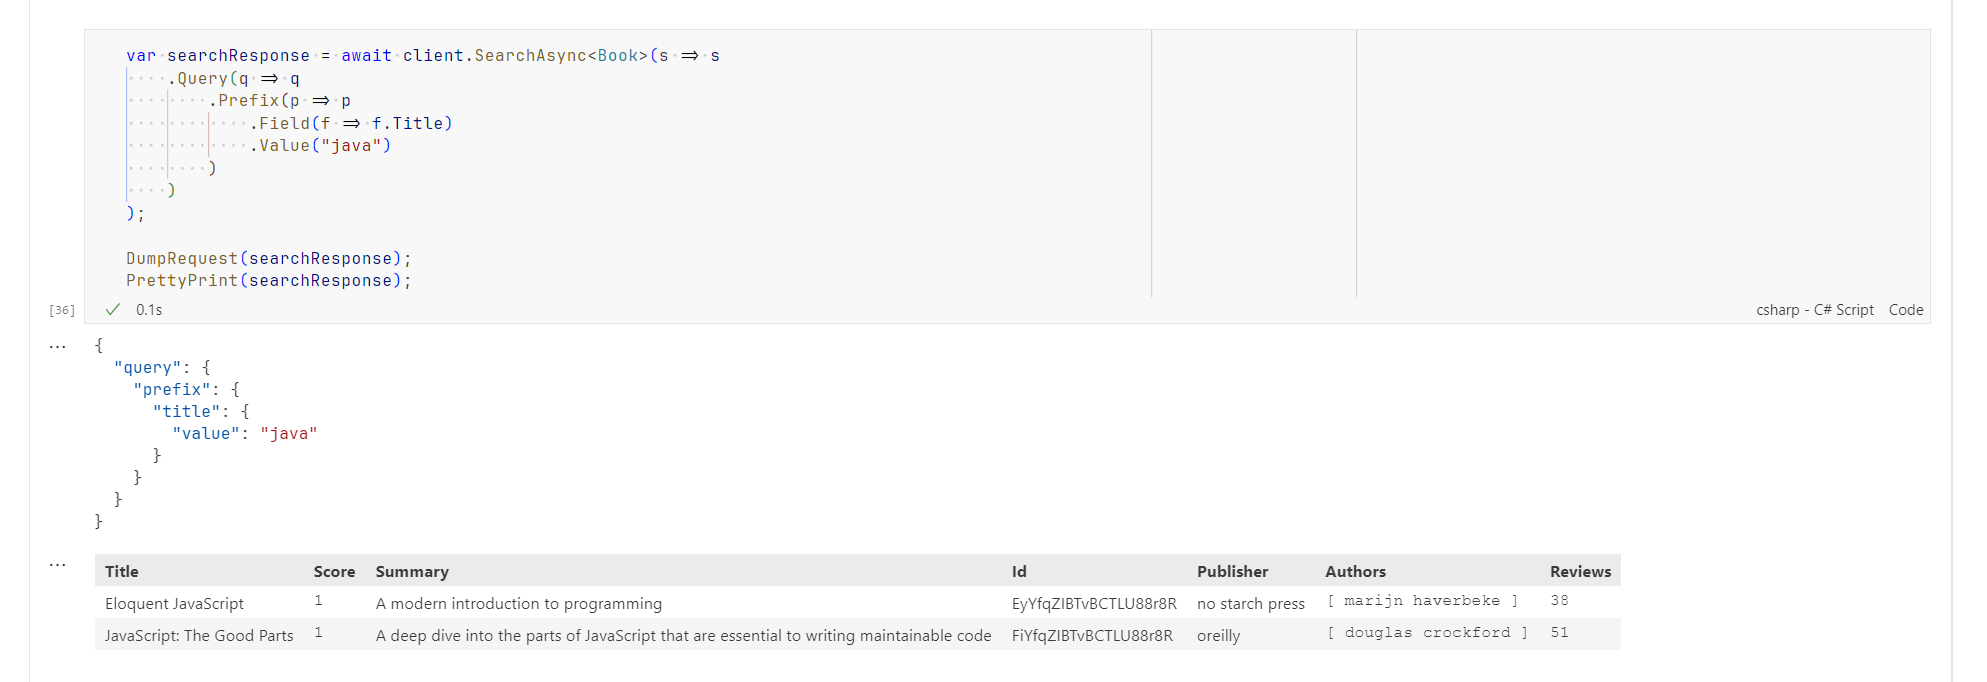 var searchResponse = await client.SearchAsync<Book>(s => s
    .Query(q => q
        .Prefix(p => p
            .Field(f => f.Title)
            .Value("java")
        )
    )
);
DumpRequest(searchResponse);
PrettyPrint(searchResponse);
[36] ✓ 0.1s csharp - C# Script Code
... {
  "query": {
    "prefix": {
      "title": {
        "value": "java"
      }
    }
  }
}
...
Title Score Summary Id Publisher Authors Reviews
Eloquent JavaScript 1 A modern introduction to programming EyYfqZIBTvBCTLU88r8R no starch press [ marijn haverbeke ] 38
JavaScript: The Good Parts 1 A deep dive into the parts of JavaScript that are essential to writing maintainable code FiYfqZIBTvBCTLU88r8R oreilly [ douglas crockford ] 51